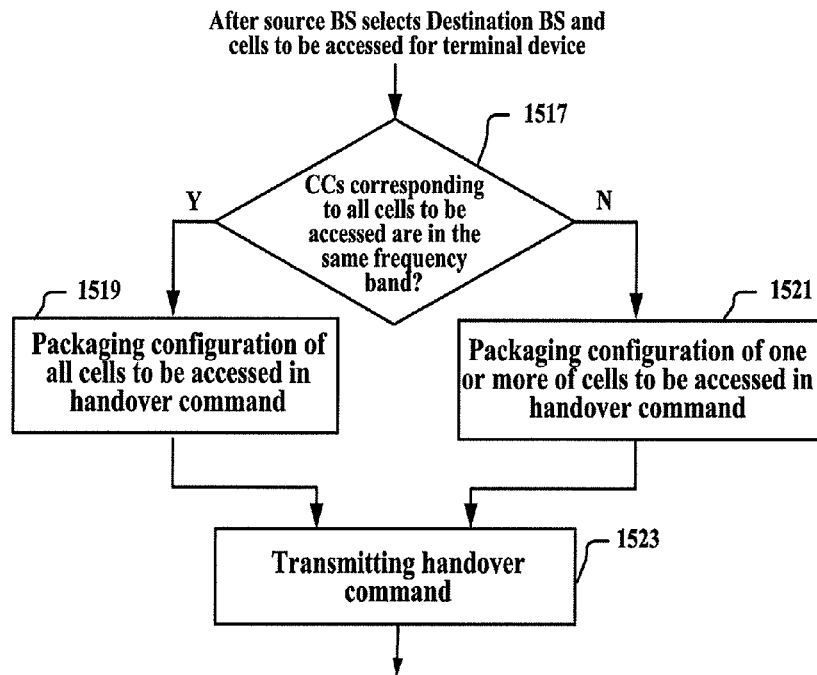 After source BS selects Destination BS and
cells to be accessed for terminal device
1517
CCs corresponding
to all cells to be
accessed are in the
same frequency
band?
Y
N
1519
1521
Packaging configuration of
all cells to be accessed in
handover command
Packaging configuration of one
or more of cells to be accessed in
handover command
1523
Transmitting handover
command